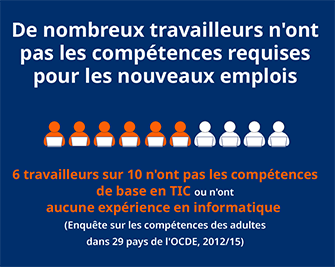 De nombreux travailleurs n'ont
pas les compétences requises
pour les nouveaux emplois
6 travailleurs sur 10 n'ont pas les compétences
de base en TIC ou n'ont
aucune expérience en informatique
(Enquête sur les compétences des adultes
dans 29 pays de l'OCDE, 2012/15)